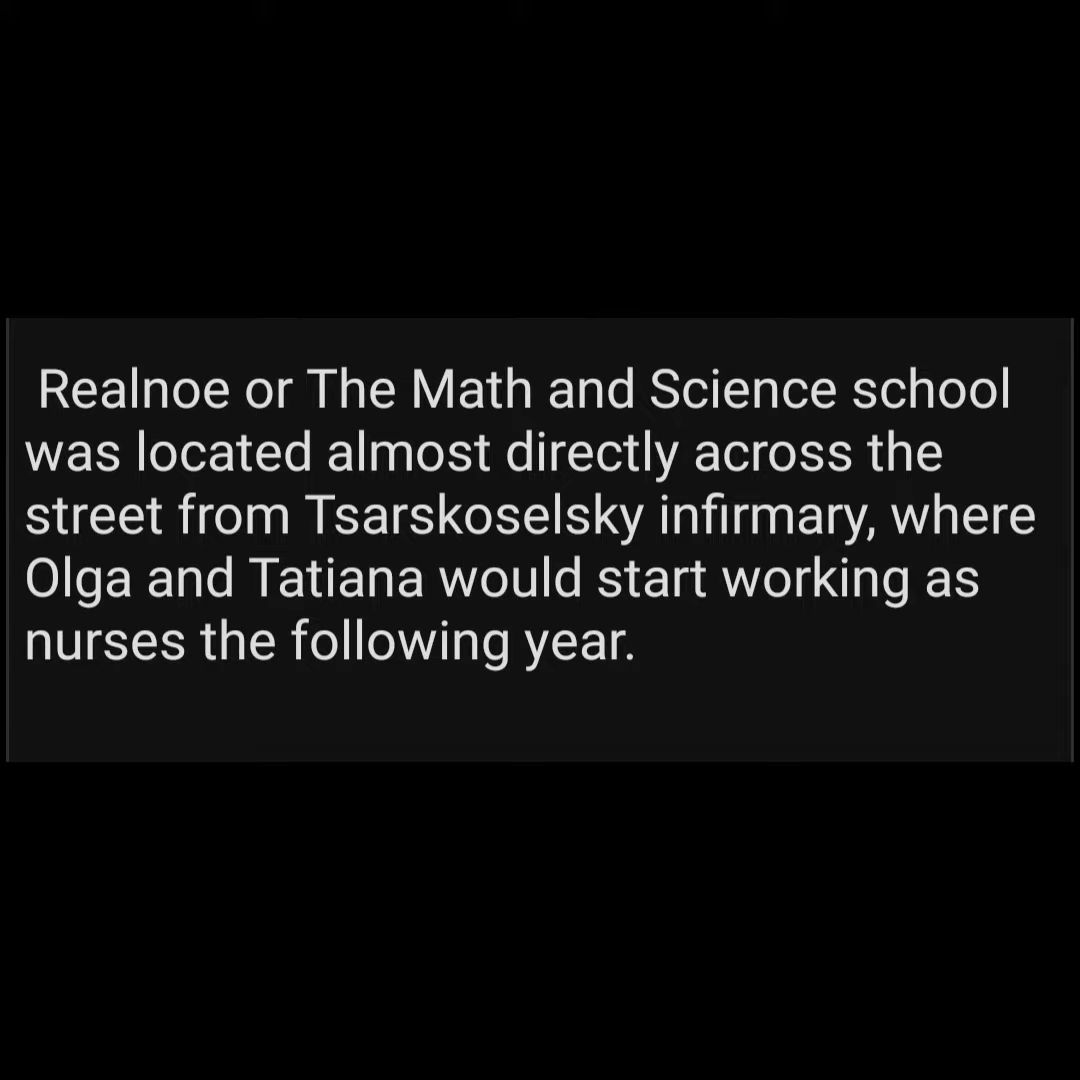 Realnoe or The Math and Science school
was located almost directly across the
street from Tsarskoselsky infirmary, where
Olga and Tatiana would start working as
nurses the following year.